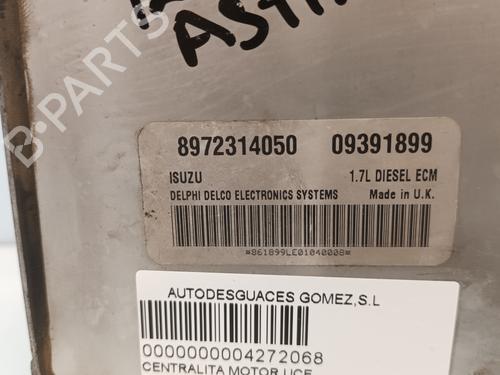 8972314050 09391899
ISUZU 1.7L DIESEL ECM
DELPHI DELCO ELECTRONICS SYSTEMS Made in U.K.
*861899LE01040008*
AUTODESGUACES GOMEZ,S.L
0000000004272068
CENTRALITA MOTOR UCE
B-PARTS